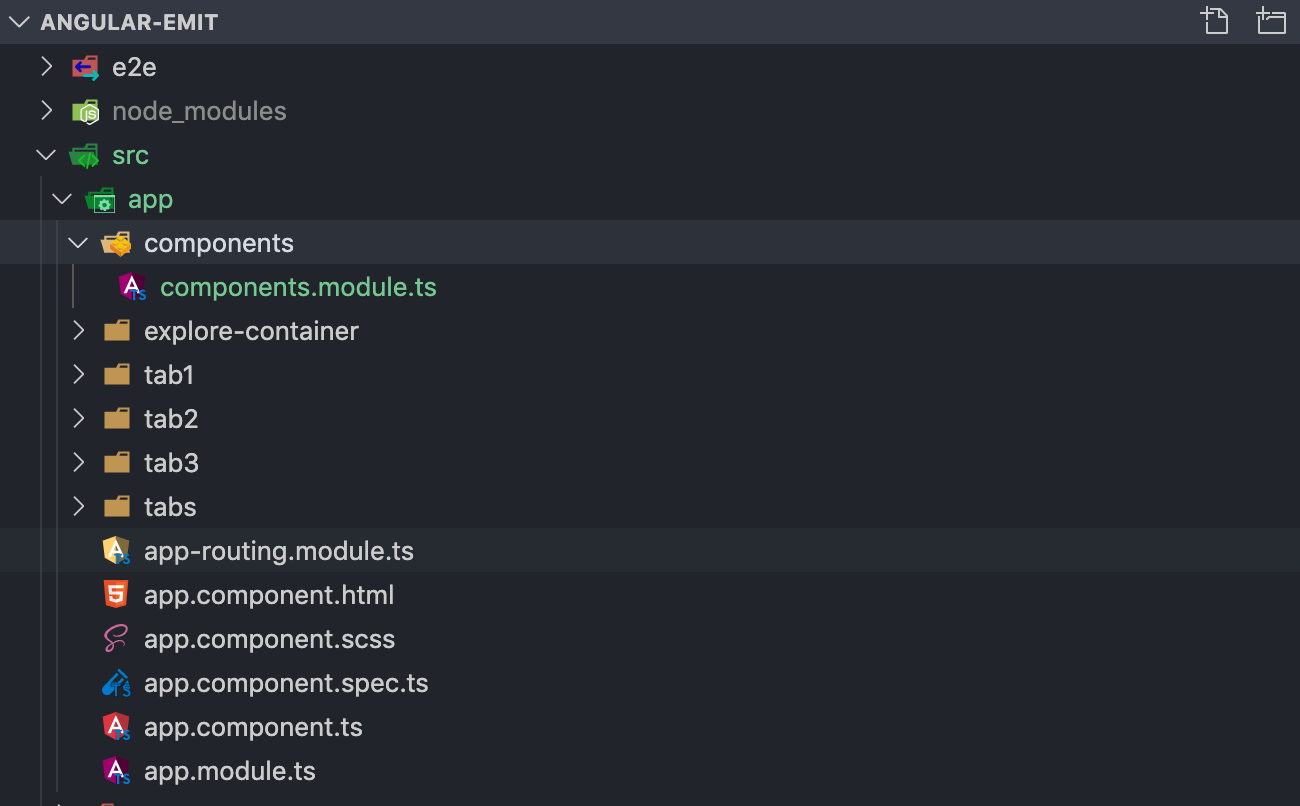 ANGULAR-EMIT
e2e
node_modules
src
app
components
components.module.ts
explore-container
tab1
tab2
tab3
tabs
app-routing.module.ts
app.component.html
app.component.scss
app.component.spec.ts
app.component.ts
app.module.ts